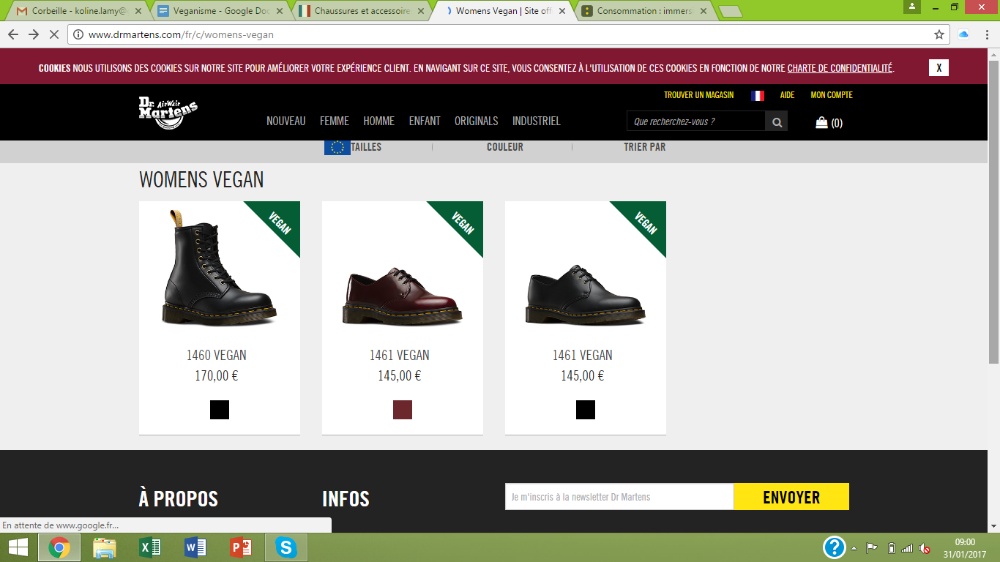 Corbeille - koline.lamy@
Veganisme - Google Doc
Chaussures et accessoire
Womens Vegan | Site off
Consommation : immers
www.drmartens.com/fr/c/womens-vegan
COOKIES NOUS UTILISONS DES COOKIES SUR NOTRE SITE POUR AMÉLIORER VOTRE EXPÉRIENCE CLIENT. EN NAVIGANT SUR CE SITE, VOUS CONSENTEZ À L'UTILISATION DE CES COOKIES EN FONCTION DE NOTRE CHARTE DE CONFIDENTIALITÉ.
X
TROUVER UN MAGASIN
AIDE
MON COMPTE
Dr. AirWair
Martens
NOUVEAU FEMME HOMME ENFANT ORIGINALS INDUSTRIEL
Que recherchez-vous ?
(0)
TAILLES
COULEUR
TRIER PAR
WOMENS VEGAN
VEGAN
VEGAN
VEGAN
1460 VEGAN
170,00 €
1461 VEGAN
145,00 €
1461 VEGAN
145,00 €
À PROPOS
INFOS
Je m'inscris à la newsletter Dr Martens
ENVOYER
En attente de www.google.fr...
09:00
31/01/2017